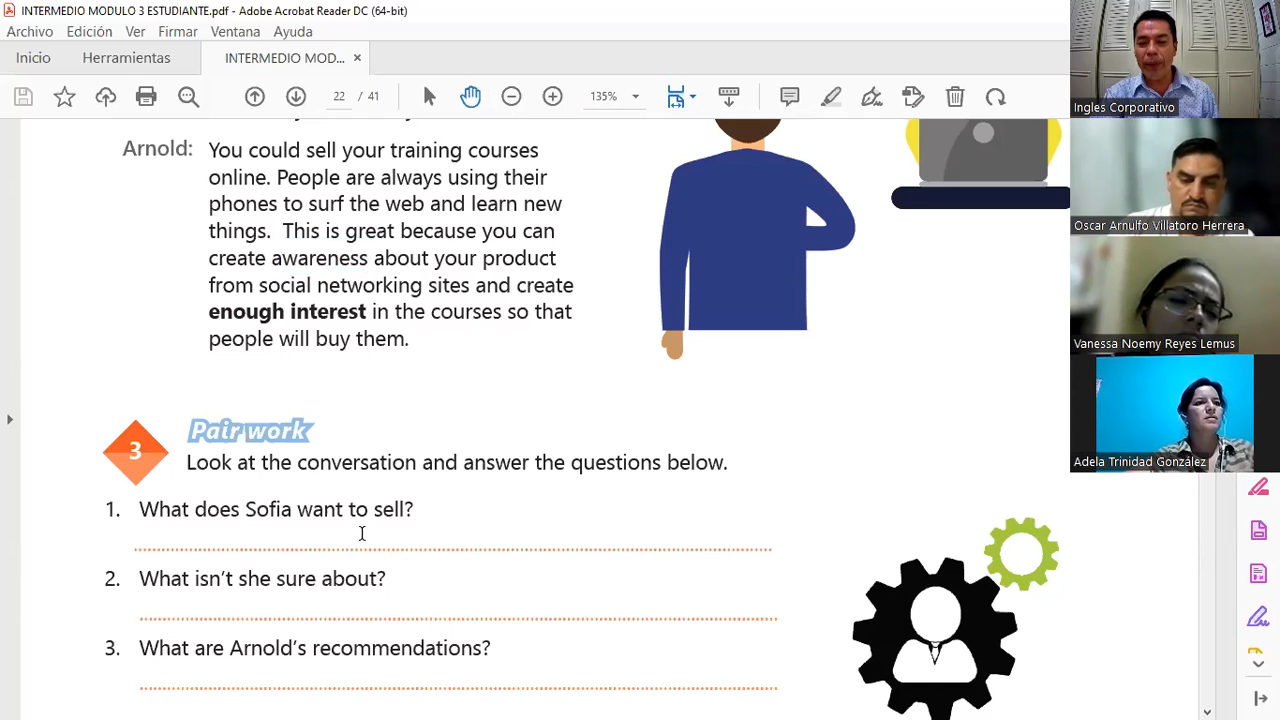 INTERMEDIO MODULO 3 ESTUDIANTE.pdf - Adobe Acrobat Reader DC (64-bit)
Archivo Edición Ver Firmar Ventana Ayuda
Inicio Herramientas INTERMEDIO MOD... ×
22 / 41 135%
Arnold: You could sell your training courses
online. People are always using their
phones to surf the web and learn new
things. This is great because you can
create awareness about your product
from social networking sites and create
enough interest in the courses so that
people will buy them.
3 Pair work
Look at the conversation and answer the questions below.
1. What does Sofia want to sell?
2. What isn't she sure about?
3. What are Arnold's recommendations?
Ingles Corporativo
Oscar Arnulfo Villatoro Herrera
Vanessa Noemy Reyes Lemus
Adela Trinidad González